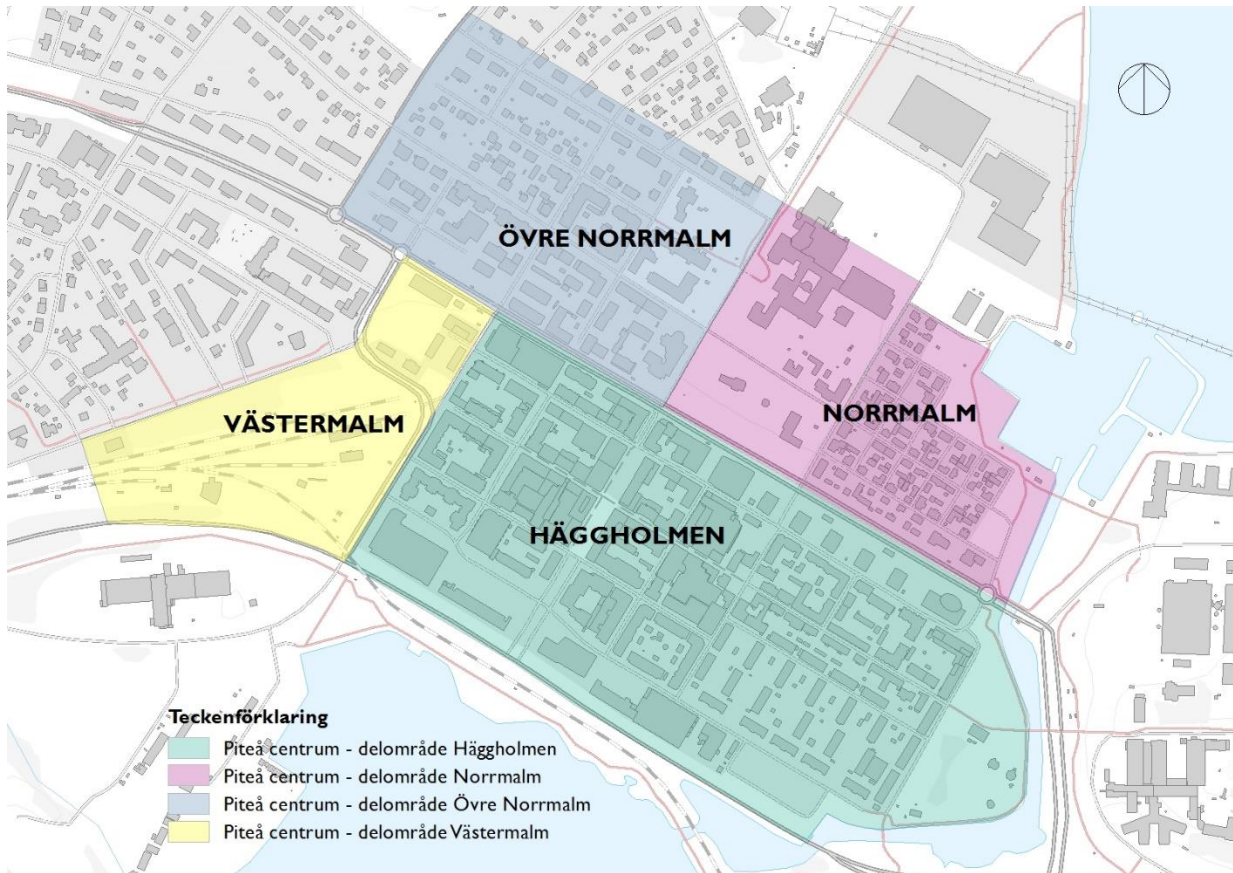 ÖVRE NORRMALM
NORRMALM
VÄSTERMALM
HÄGGHOLMEN
Teckenförklaring
Piteå centrum - delområde Häggholmen
Piteå centrum - delområde Norrmalm
Piteå centrum - delområde Övre Norrmalm
Piteå centrum - delområde Västermalm